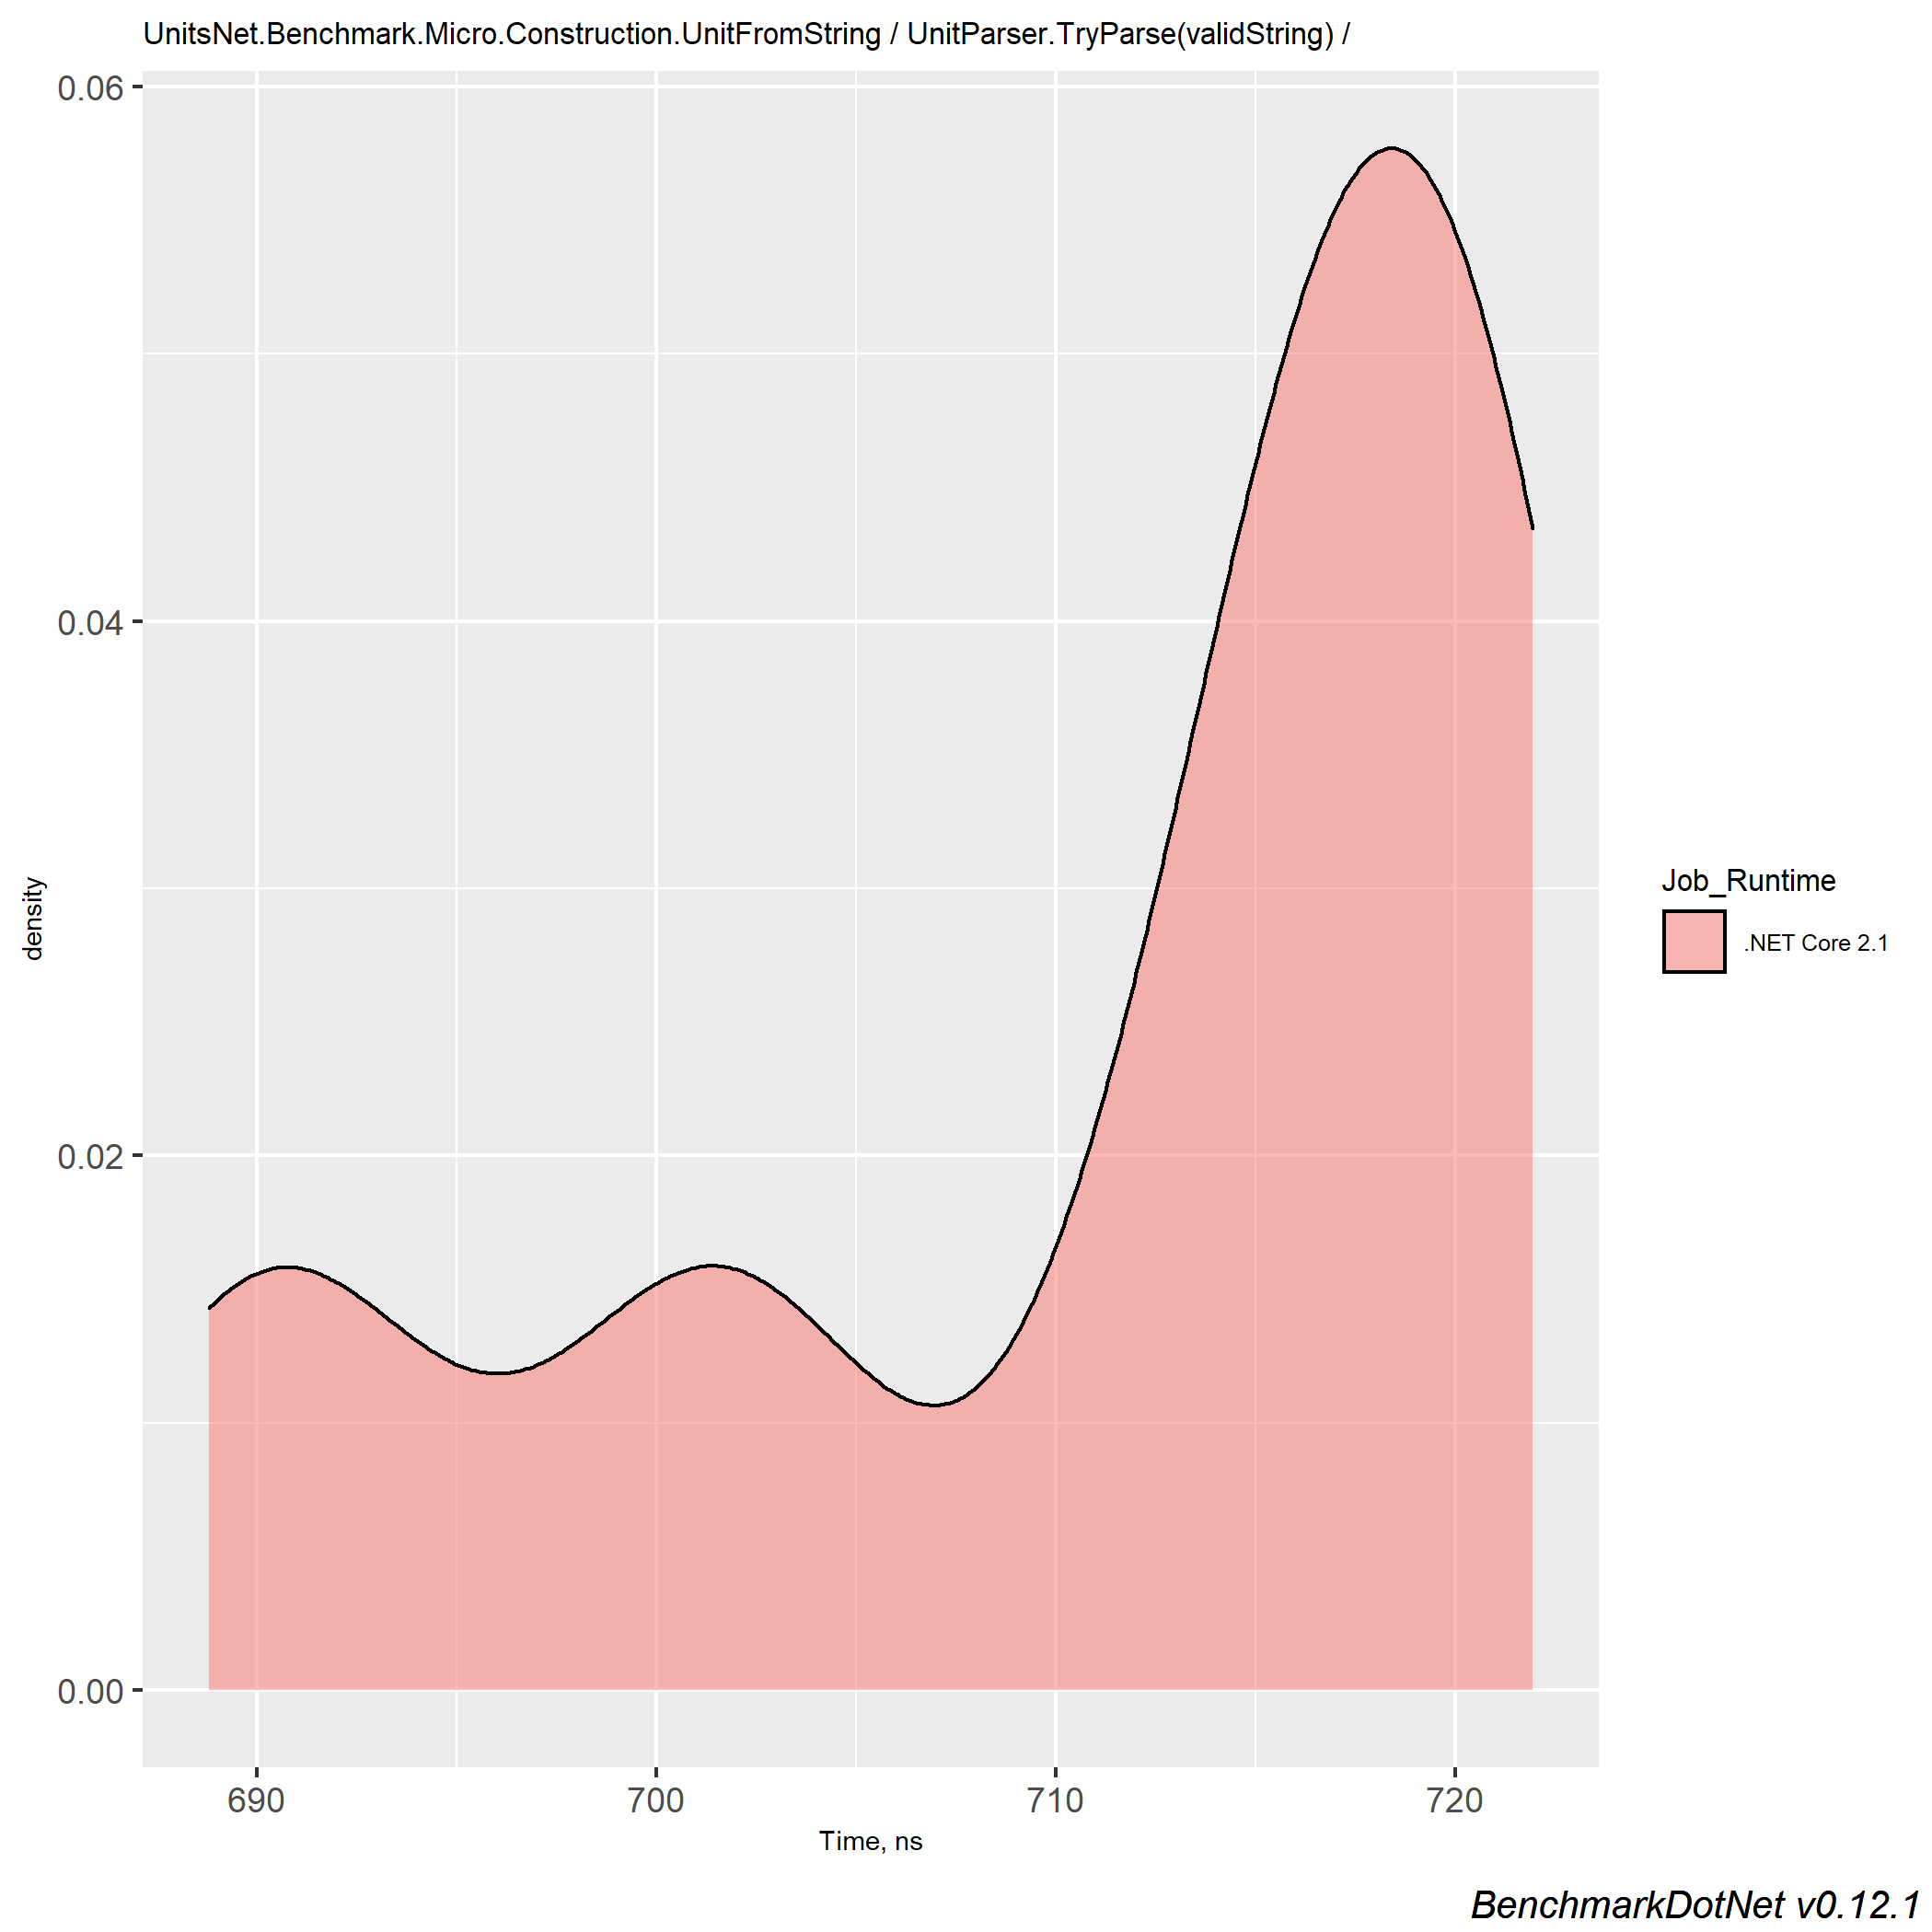 UnitsNet.Benchmark.Micro.Construction.UnitFromString / UnitParser.TryParse(validString) /
0.06
0.04
0.02
0.00
density
690 700 710 720
Time, ns
Job_Runtime
.NET Core 2.1
BenchmarkDotNet v0.12.1